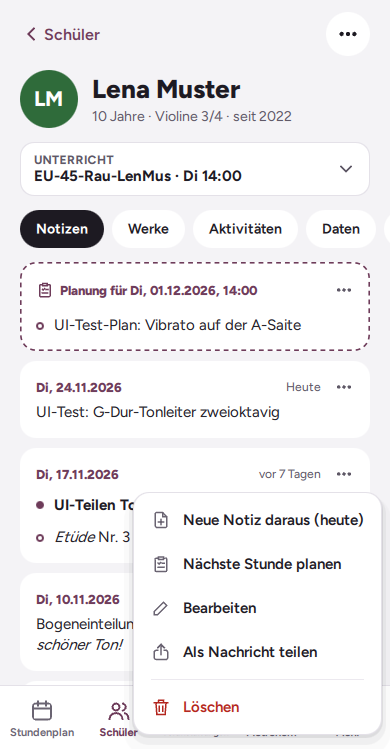 Schüler
LM
Lena Muster
10 Jahre · Violine 3/4 · seit 2022
UNTERRICHT
EU-45-Rau-LenMus · Di 14:00
Notizen Werke Aktivitäten Daten
Planung für Di, 01.12.2026, 14:00
UI-Test-Plan: Vibrato auf der A-Saite
Di, 24.11.2026 Heute
UI-Test: G-Dur-Tonleiter zweioktavig
Di, 17.11.2026 vor 7 Tagen
UI-Teilen
Etüde Nr. 3
Di, 10.11.2026
schöner Ton!
Neue Notiz daraus (heute)
Nächste Stunde planen
Bearbeiten
Als Nachricht teilen
Löschen
Stundenplan Schüler